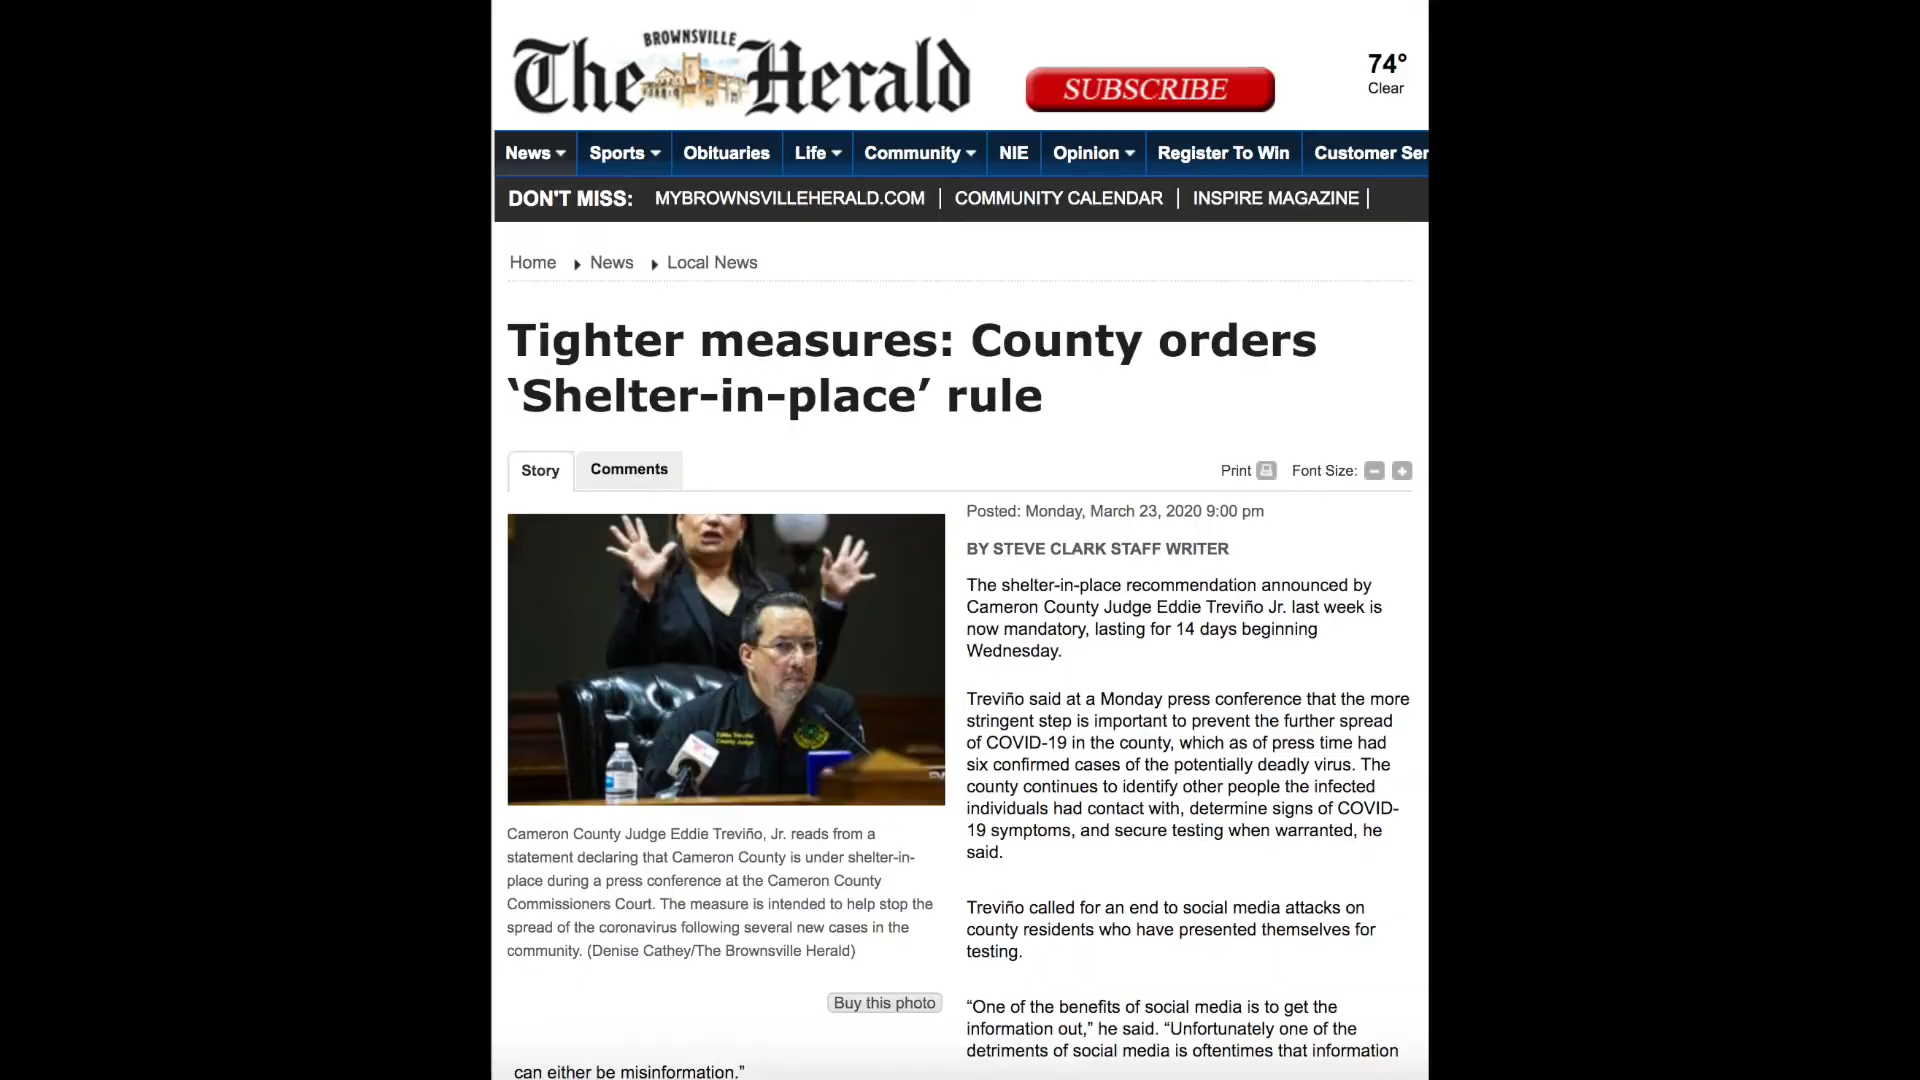 BROWNSVILLE
The Herald
SUBSCRIBE
74°
Clear
News Sports Obituaries Life Community NIE Opinion Register To Win Customer Ser
DON'T MISS: MYBROWNSVILLEHERALD.COM | COMMUNITY CALENDAR | INSPIRE MAGAZINE |
Home News Local News
Tighter measures: County orders
‘Shelter-in-place’ rule
Story Comments
Print Font Size:
Eddie Treviño
County Judge
Cameron County Judge Eddie Treviño, Jr. reads from a
statement declaring that Cameron County is under shelter-in-
place during a press conference at the Cameron County
Commissioners Court. The measure is intended to help stop the
spread of the coronavirus following several new cases in the
community. (Denise Cathey/The Brownsville Herald)
Buy this photo
Posted: Monday, March 23, 2020 9:00 pm
BY STEVE CLARK STAFF WRITER
The shelter-in-place recommendation announced by
Cameron County Judge Eddie Treviño Jr. last week is
now mandatory, lasting for 14 days beginning
Wednesday.
Treviño said at a Monday press conference that the more
stringent step is important to prevent the further spread
of COVID-19 in the county, which as of press time had
six confirmed cases of the potentially deadly virus. The
county continues to identify other people the infected
individuals had contact with, determine signs of COVID-
19 symptoms, and secure testing when warranted, he
said.
Treviño called for an end to social media attacks on
county residents who have presented themselves for
testing.
“One of the benefits of social media is to get the
information out,” he said. “Unfortunately one of the
detriments of social media is oftentimes that information
can either be misinformation.”